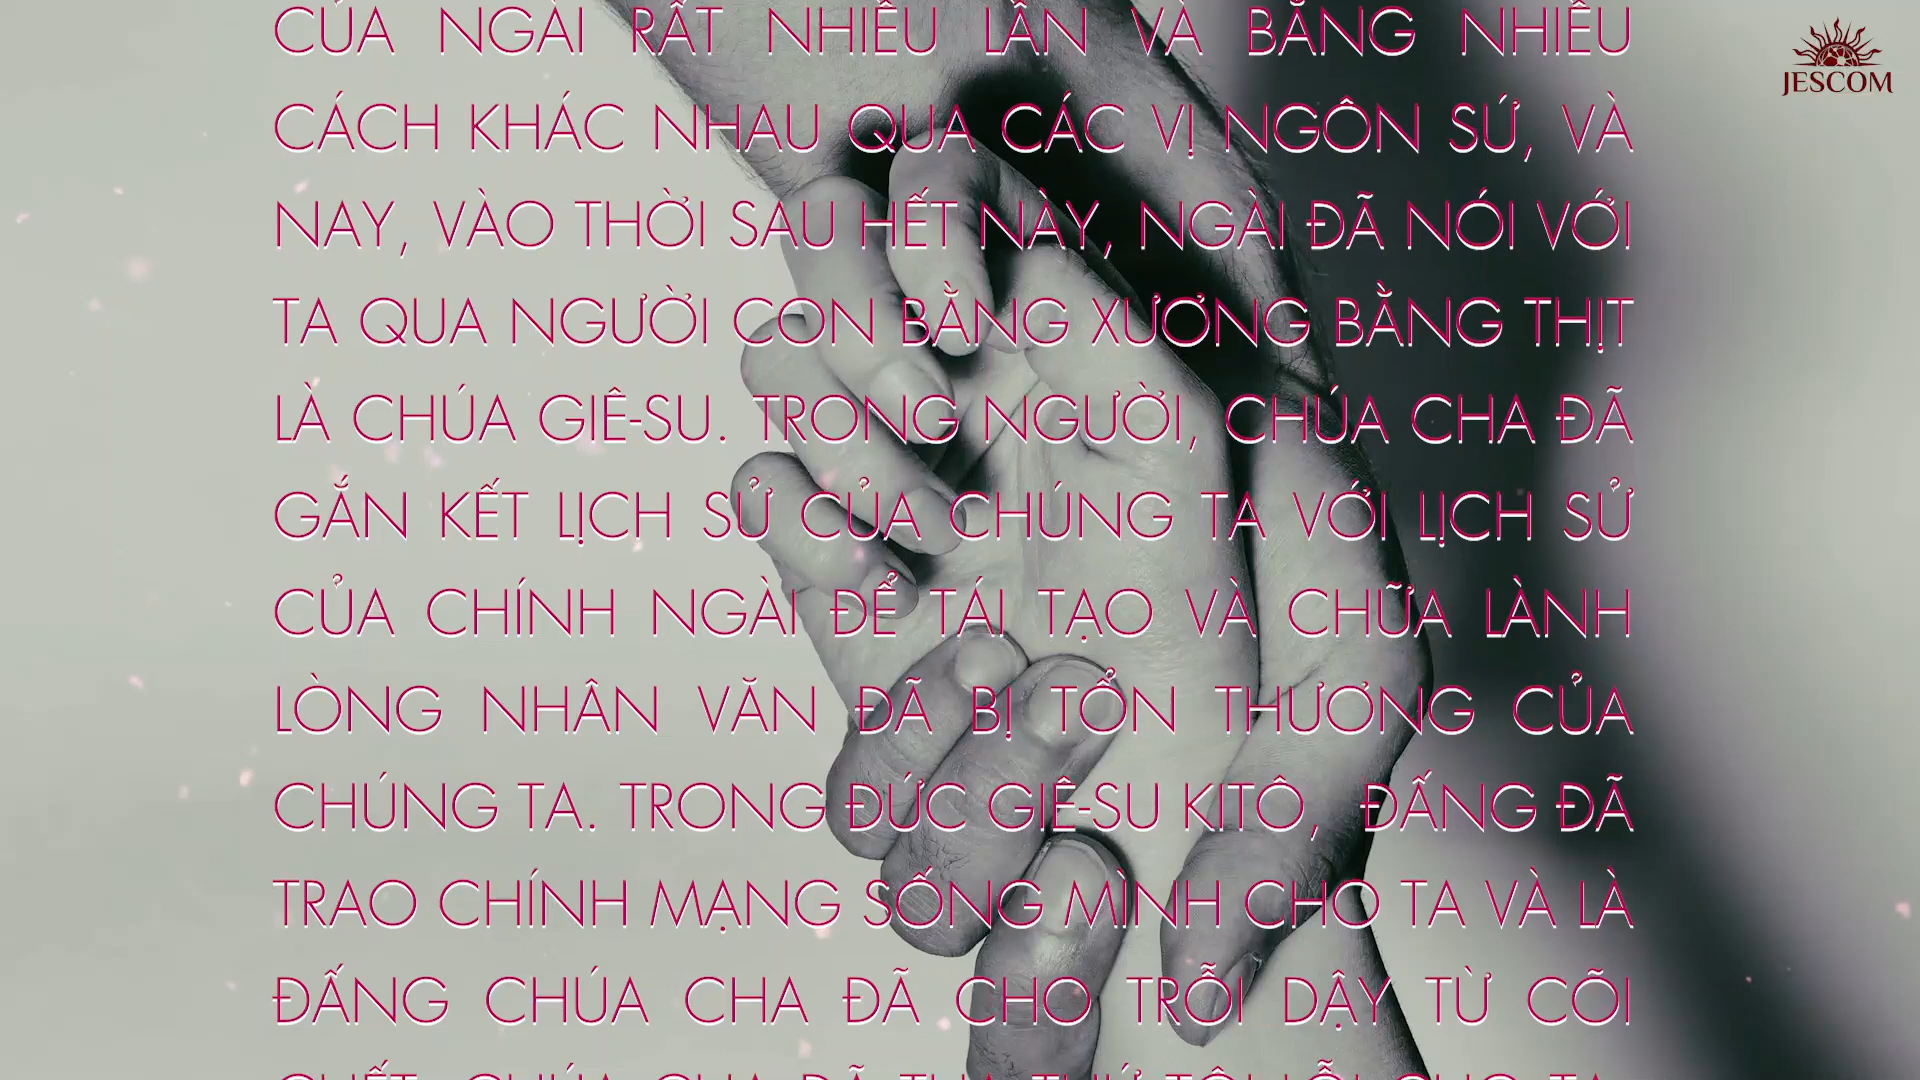 CỦA NGÀI RẤT NHIỀU LẦN VÀ BẰNG NHIỀU
CÁCH KHÁC NHAU QUA CÁC VỊ NGÔN SỨ, VÀ
NAY, VÀO THỜI SAU HẾT NÀY, NGÀI ĐÃ NÓI VỚI
TA QUA NGƯỜI CON BẰNG XƯƠNG BẰNG THỊT
LÀ CHÚA GIÊ-SU. TRONG NGƯỜI, CHÚA CHA ĐÃ
GẮN KẾT LỊCH SỬ CỦA CHÚNG TA VỚI LỊCH SỬ
CỦA CHÍNH NGÀI ĐỂ TÁI TẠO VÀ CHỮA LÀNH
LÒNG NHÂN VĂN ĐÃ BỊ TỔN THƯƠNG CỦA
CHÚNG TA. TRONG ĐỨC GIÊ-SU KITÔ, ĐẤNG ĐÃ
TRAO CHÍNH MẠNG SỐNG MÌNH CHO TA VÀ LÀ
ĐẤNG CHÚA CHA ĐÃ CHO TRỖI DẬY TỪ CÕI
JESCOM